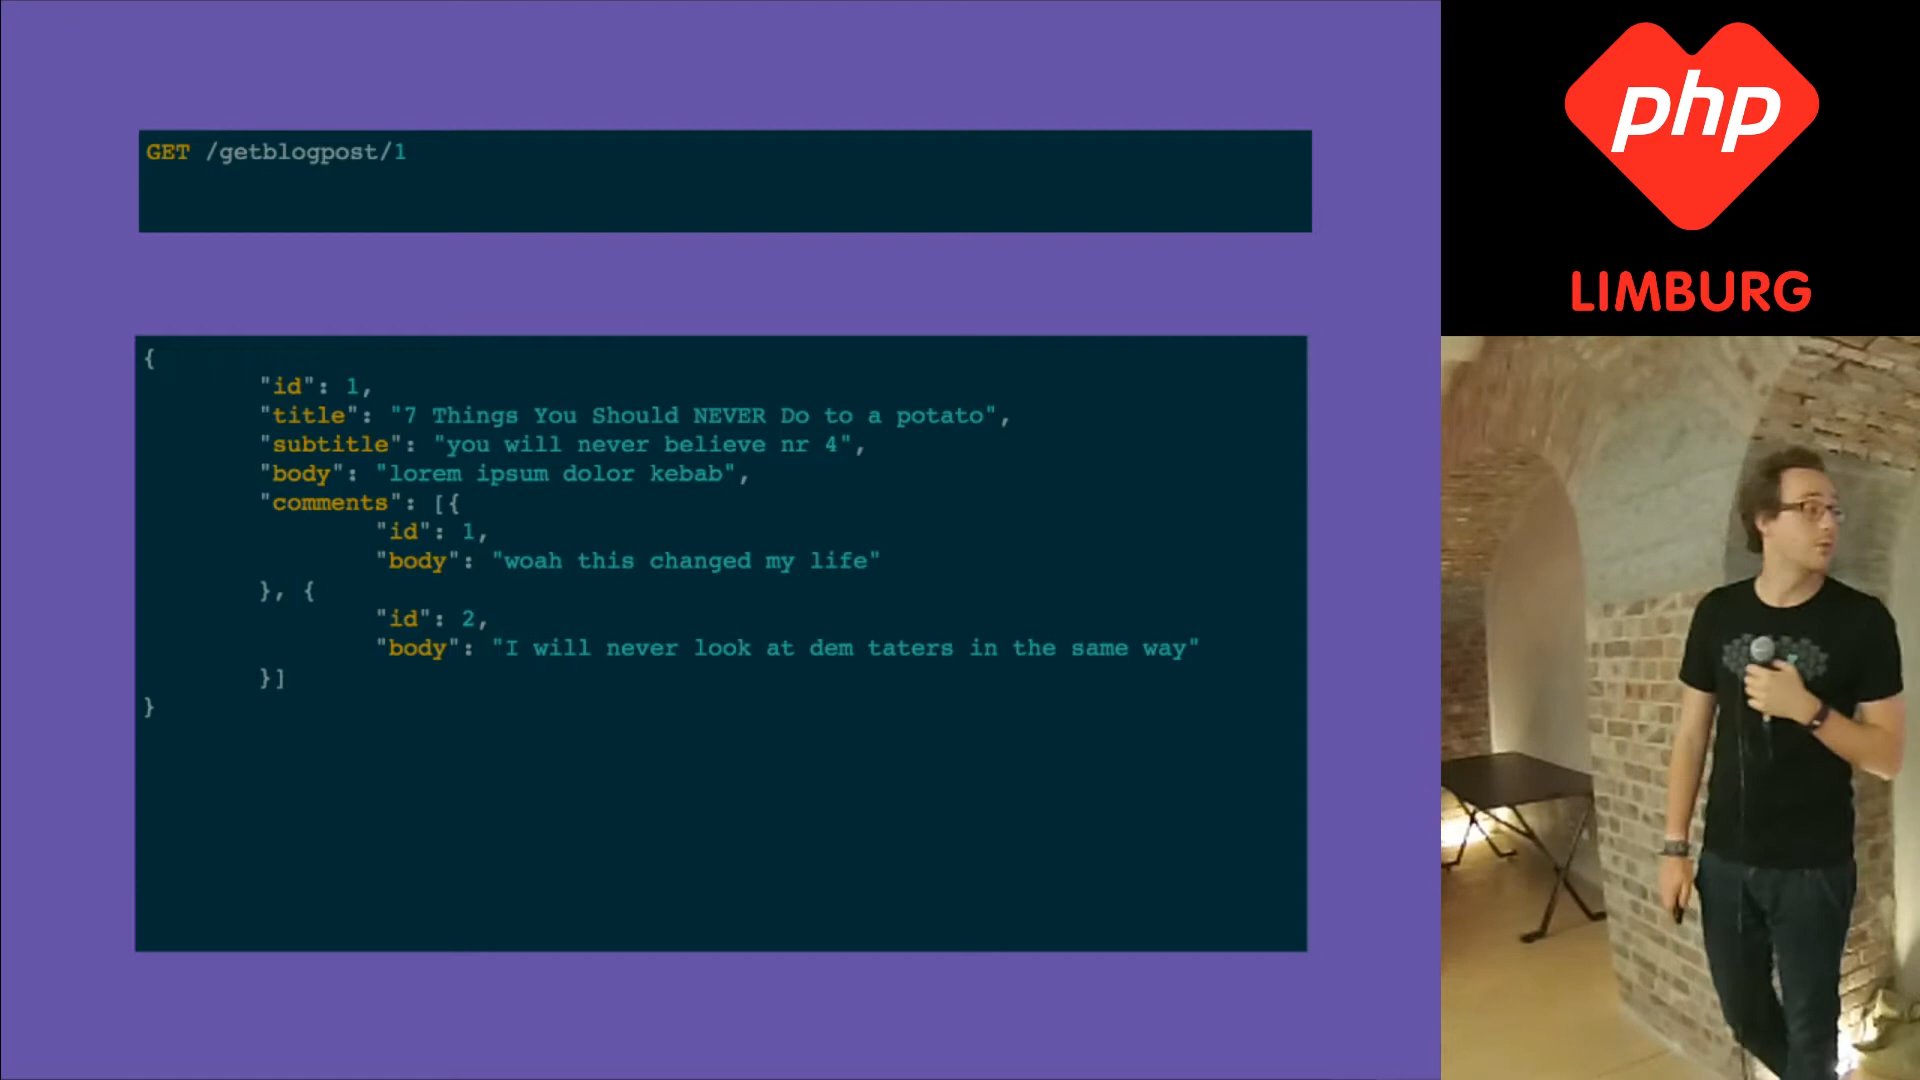 GET /getblogpost/1
{
"id": 1,
"title": "7 Things You Should NEVER Do to a potato",
"subtitle": "you will never believe nr 4",
"body": "lorem ipsum dolor kebab",
"comments": [{
"id": 1,
"body": "woah this changed my life"
}, {
"id": 2,
"body": "I will never look at dem taters in the same way"
}]
}
php
LIMBURG